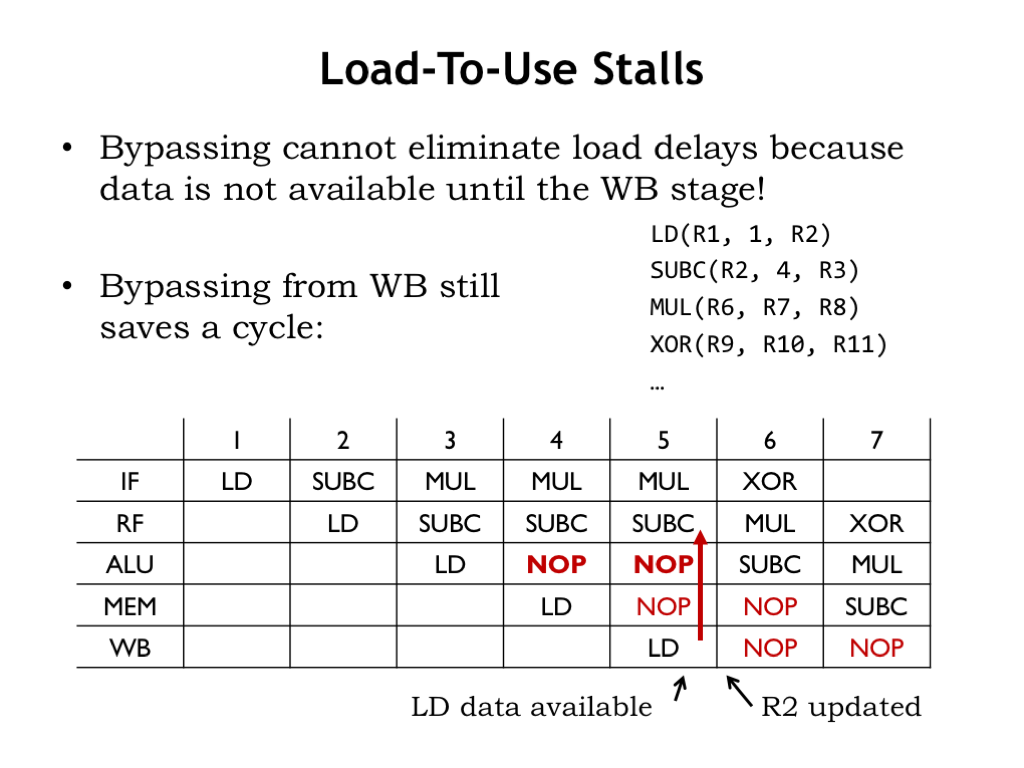 Load-To-Use Stalls
• Bypassing cannot eliminate load delays because
data is not available until the WB stage!
LD(R1, 1, R2)
SUBC(R2, 4, R3)
MUL(R6, R7, R8)
XOR(R9, R10, R11)
…
• Bypassing from WB still
saves a cycle:
1 2 3 4 5 6 7
IF LD SUBC MUL MUL MUL XOR
RF LD SUBC SUBC SUBC MUL XOR
ALU LD NOP NOP SUBC MUL
MEM LD NOP NOP SUBC
WB LD NOP NOP
LD data available R2 updated